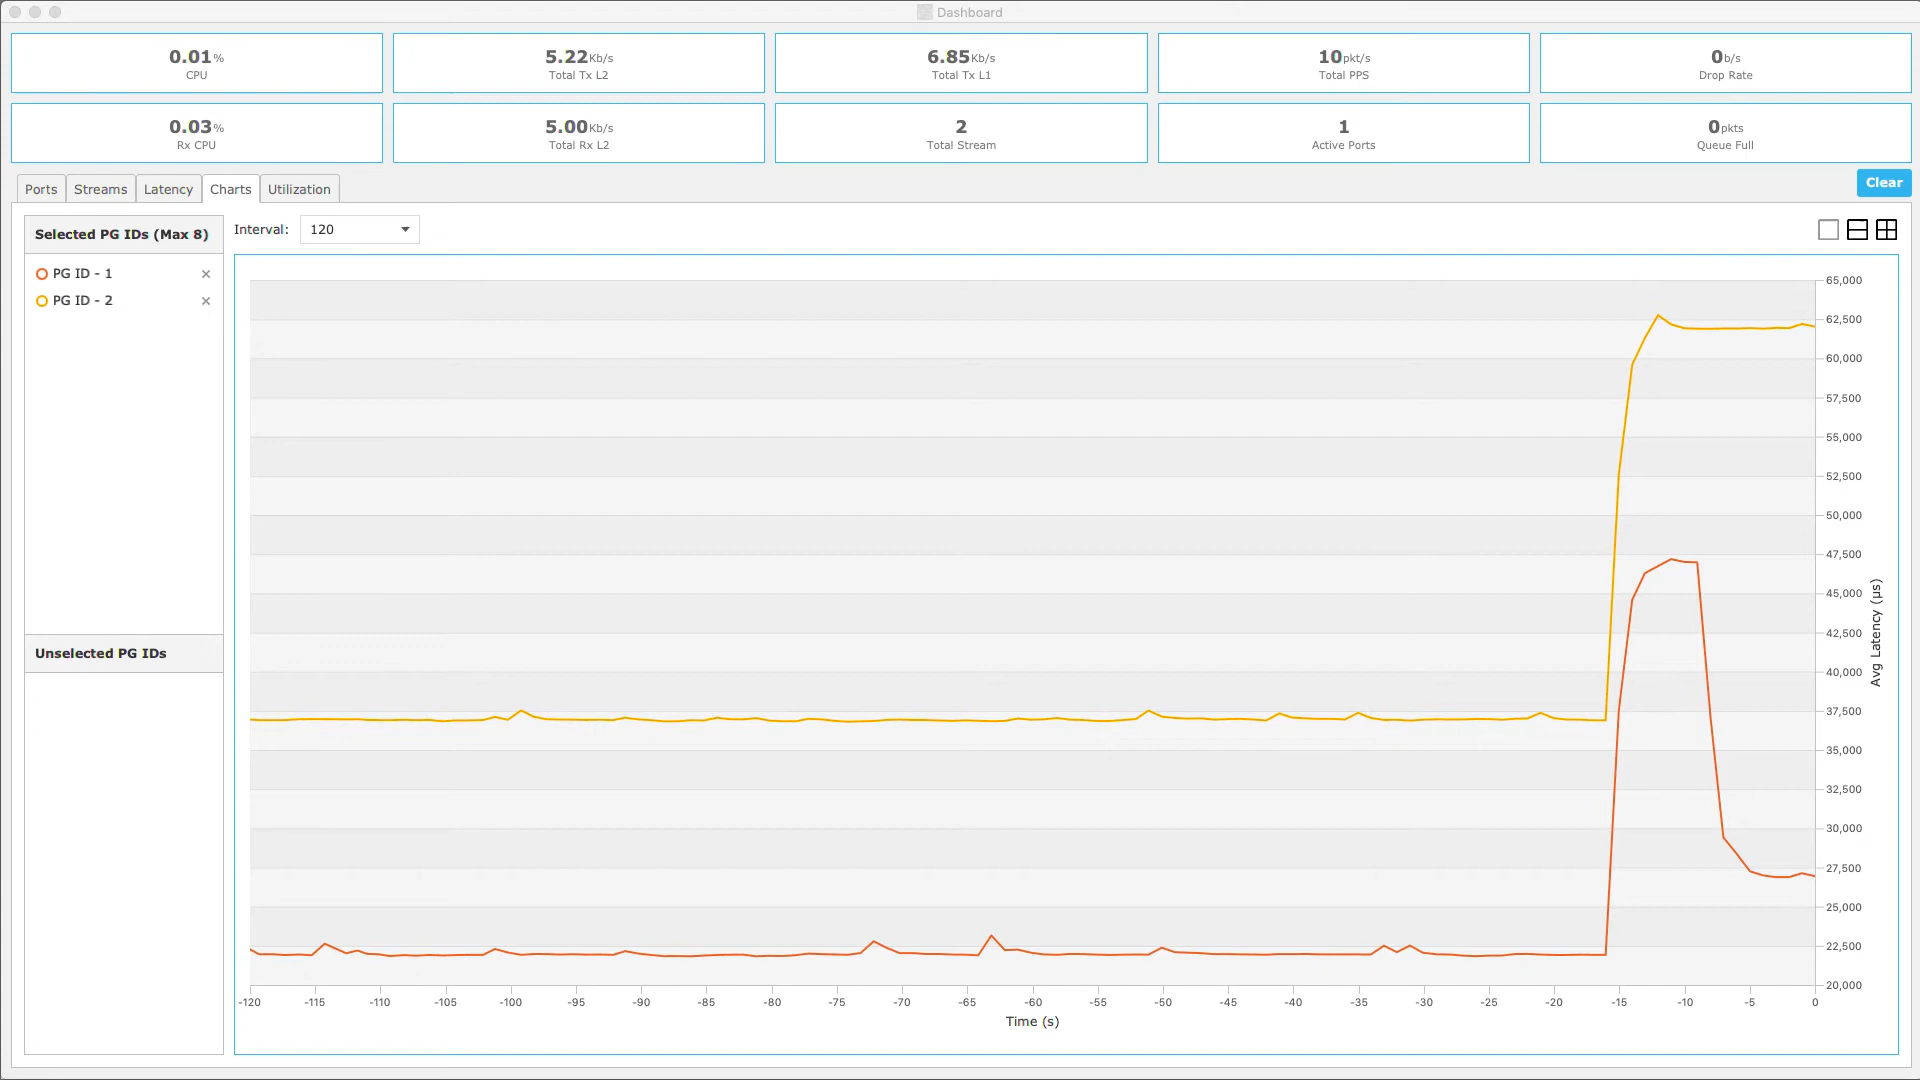 Dashboard
0.01%
CPU
5.22Kb/s
Total Tx L2
6.85Kb/s
Total Tx L1
10pkt/s
Total PPS
0b/s
Drop Rate
0.03%
Rx CPU
5.00Kb/s
Total Rx L2
2
Total Stream
1
Active Ports
0pkts
Queue Full
Ports Streams Latency Charts Utilization
Clear
Selected PG IDs (Max 8)
PG ID - 1 ×
PG ID - 2 ×
Unselected PG IDs
Interval: 120
65,000
62,500
60,000
57,500
55,000
52,500
50,000
47,500
45,000
42,500
40,000
37,500
35,000
32,500
30,000
27,500
25,000
22,500
20,000
Avg Latency (µs)
-120 -115 -110 -105 -100 -95 -90 -85 -80 -75 -70 -65 -60 -55 -50 -45 -40 -35 -30 -25 -20 -15 -10 -5 0
Time (s)